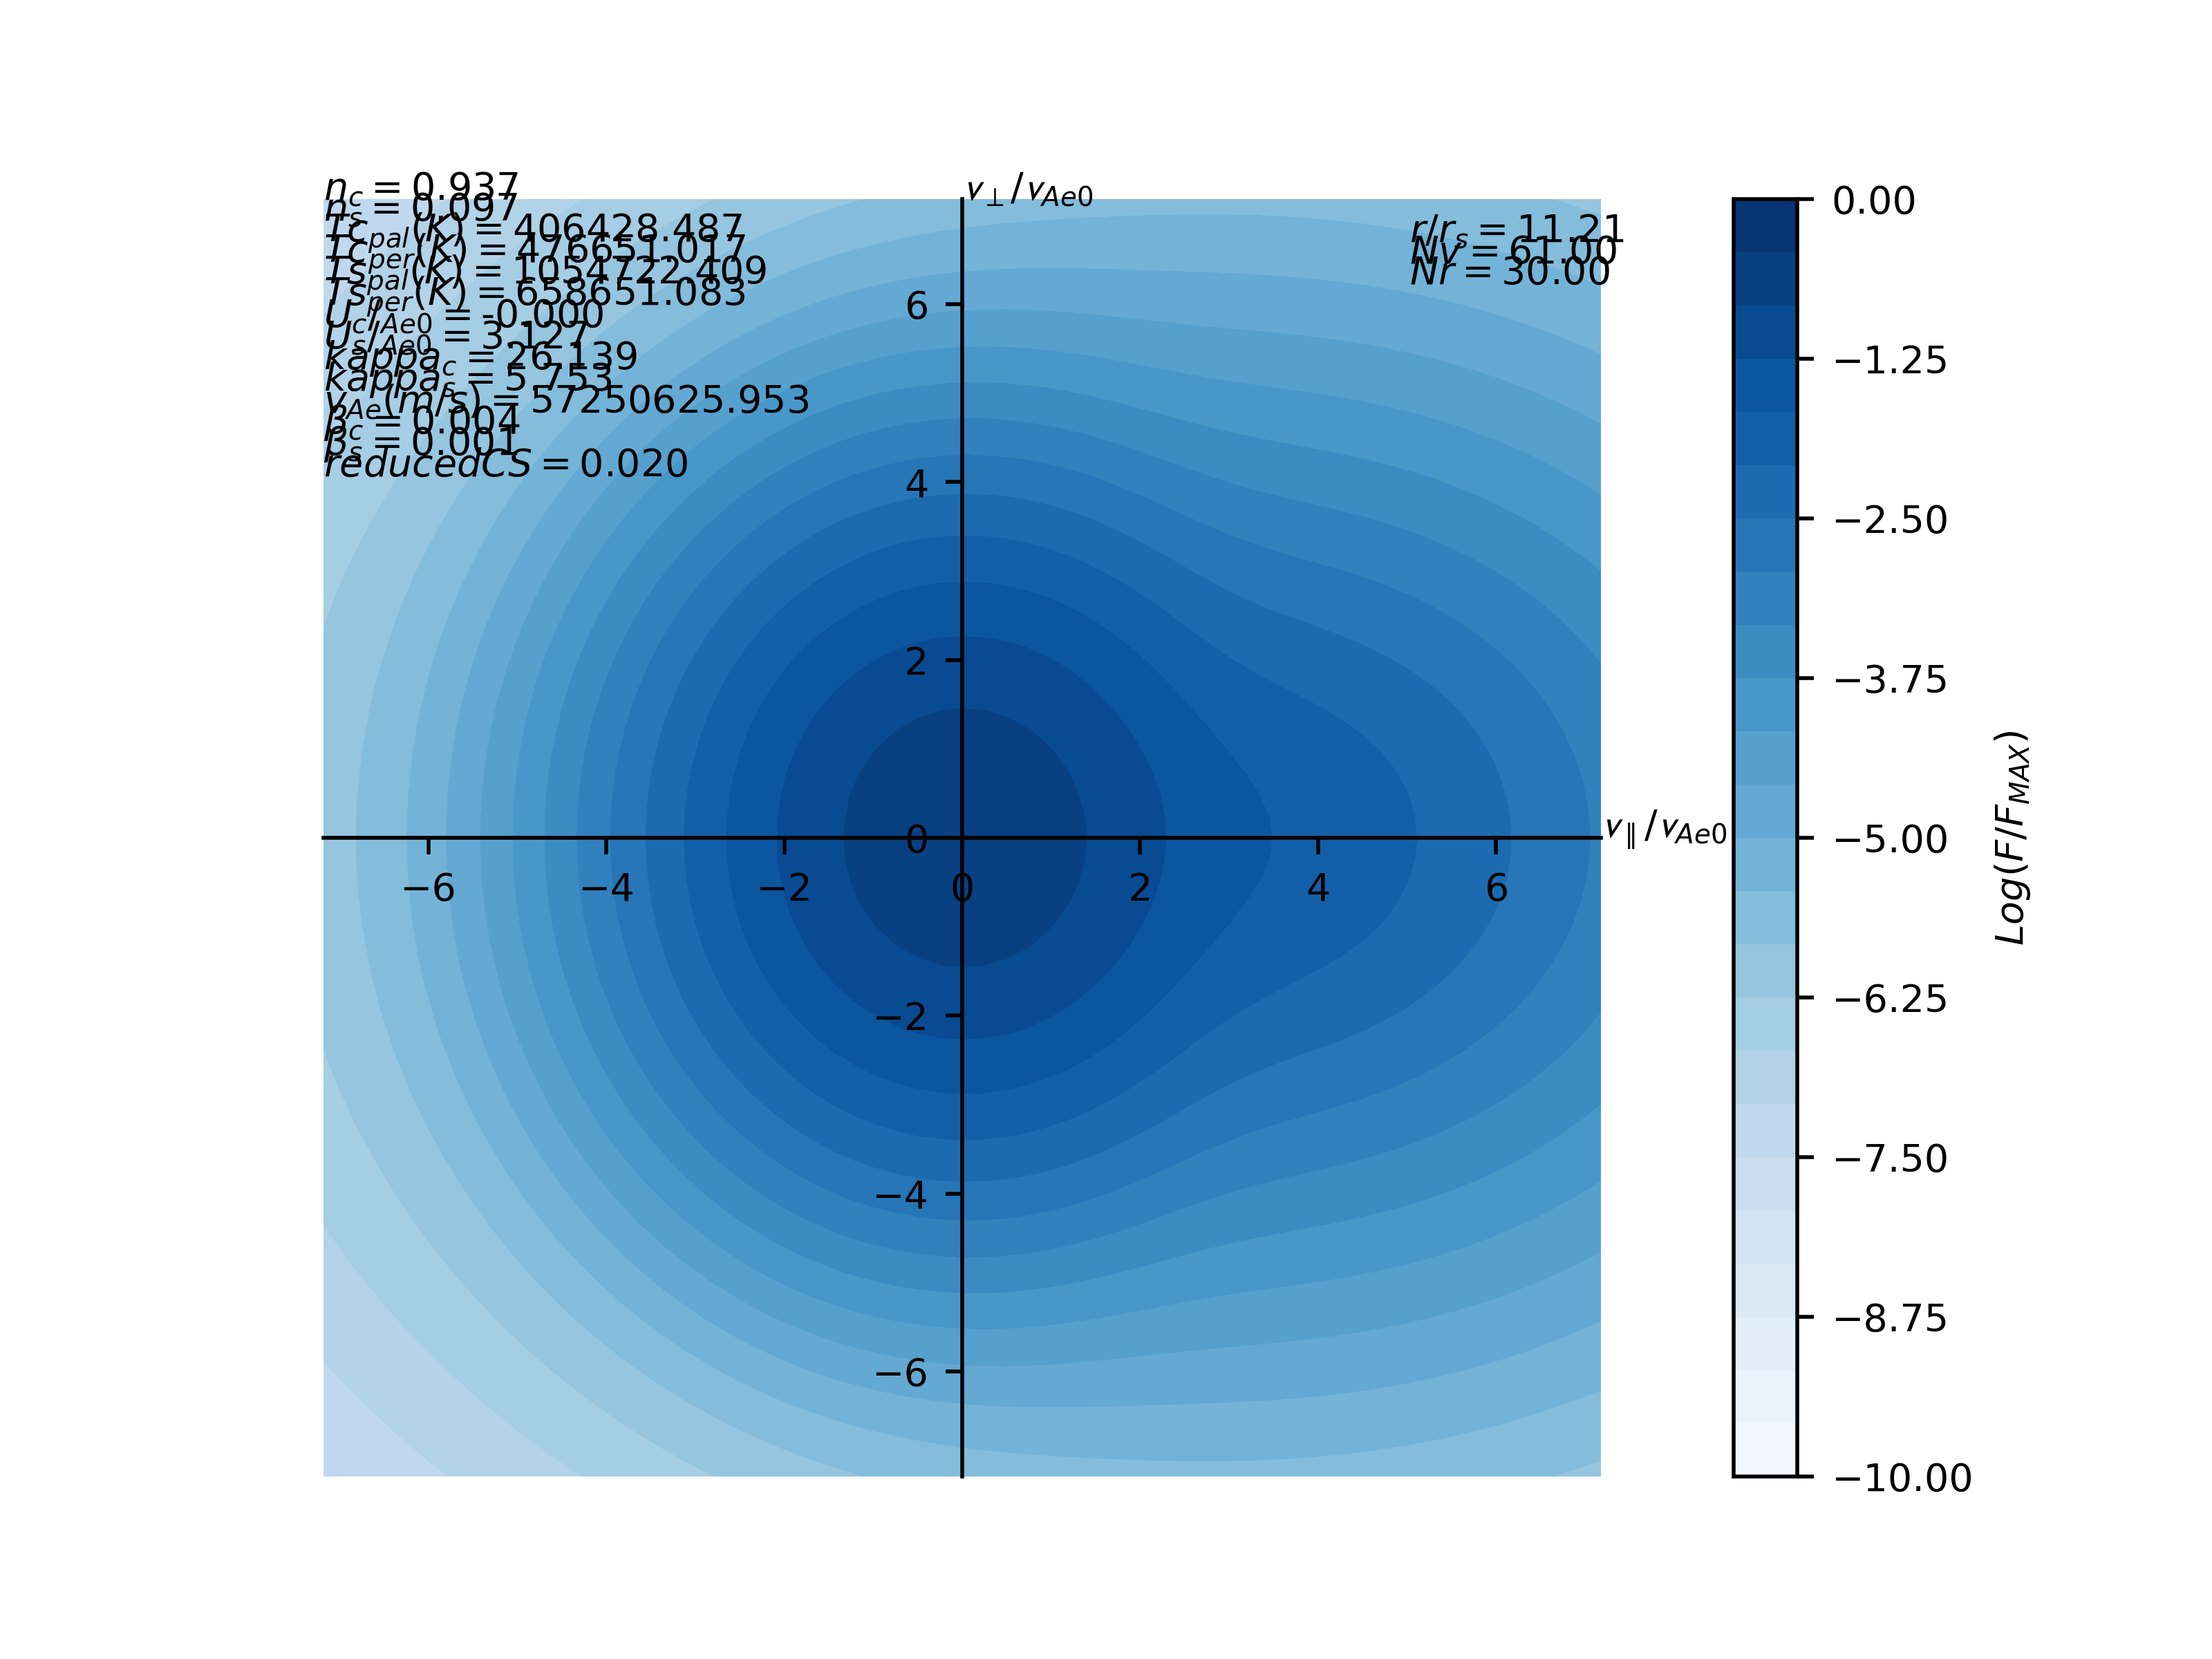 n_c = 0.937
n_s = 0.097
Tc_pal(K) = 406428.487
Tc_per(K) = 476651.017
Ts_pal(K) = 1054722.409
Ts_per(K) = 658651.083
U_c/Ae0 = -0.000
U_s/Ae0 = 3.127
kappa_c = 26.139
kappa_s = 5.753
v_Ae(m/s) = 57250625.953
β_c = 0.004
β_s = 0.001
reducedCS = 0.020
v_⊥/v_Ae0
r/r_s = 11.21
Nv = 61.00
Nr = 30.00
6
4
2
0
−2
−4
−6
−6
−4
−2
0
2
4
6
v_∥/v_Ae0
0.00
−1.25
−2.50
−3.75
−5.00
−6.25
−7.50
−8.75
−10.00
Log(F/F_MAX)